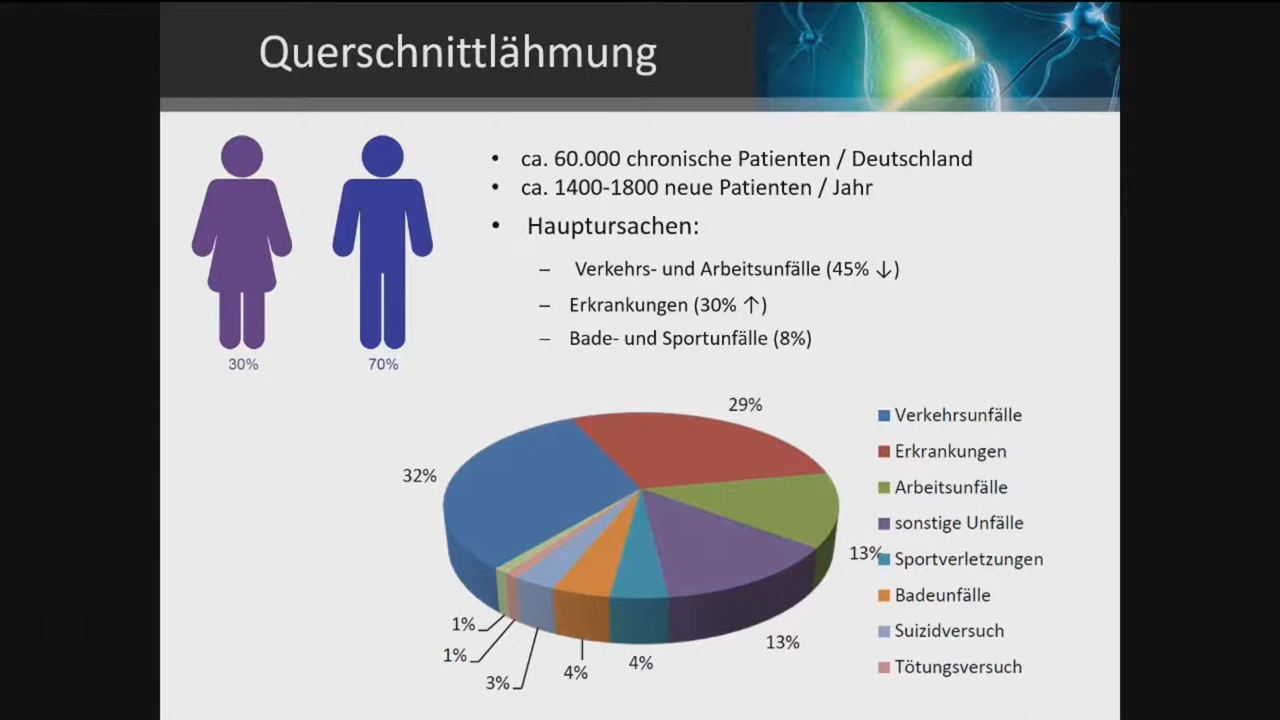 Querschnittlähmung
• ca. 60.000 chronische Patienten / Deutschland
• ca. 1400-1800 neue Patienten / Jahr
• Hauptursachen:
– Verkehrs- und Arbeitsunfälle (45% ↓)
– Erkrankungen (30% ↑)
– Bade- und Sportunfälle (8%)
30%
70%
29%
32%
13%
13%
4%
4%
3%
1%
1%
Verkehrsunfälle
Erkrankungen
Arbeitsunfälle
sonstige Unfälle
Sportverletzungen
Badeunfälle
Suizidversuch
Tötungsversuch